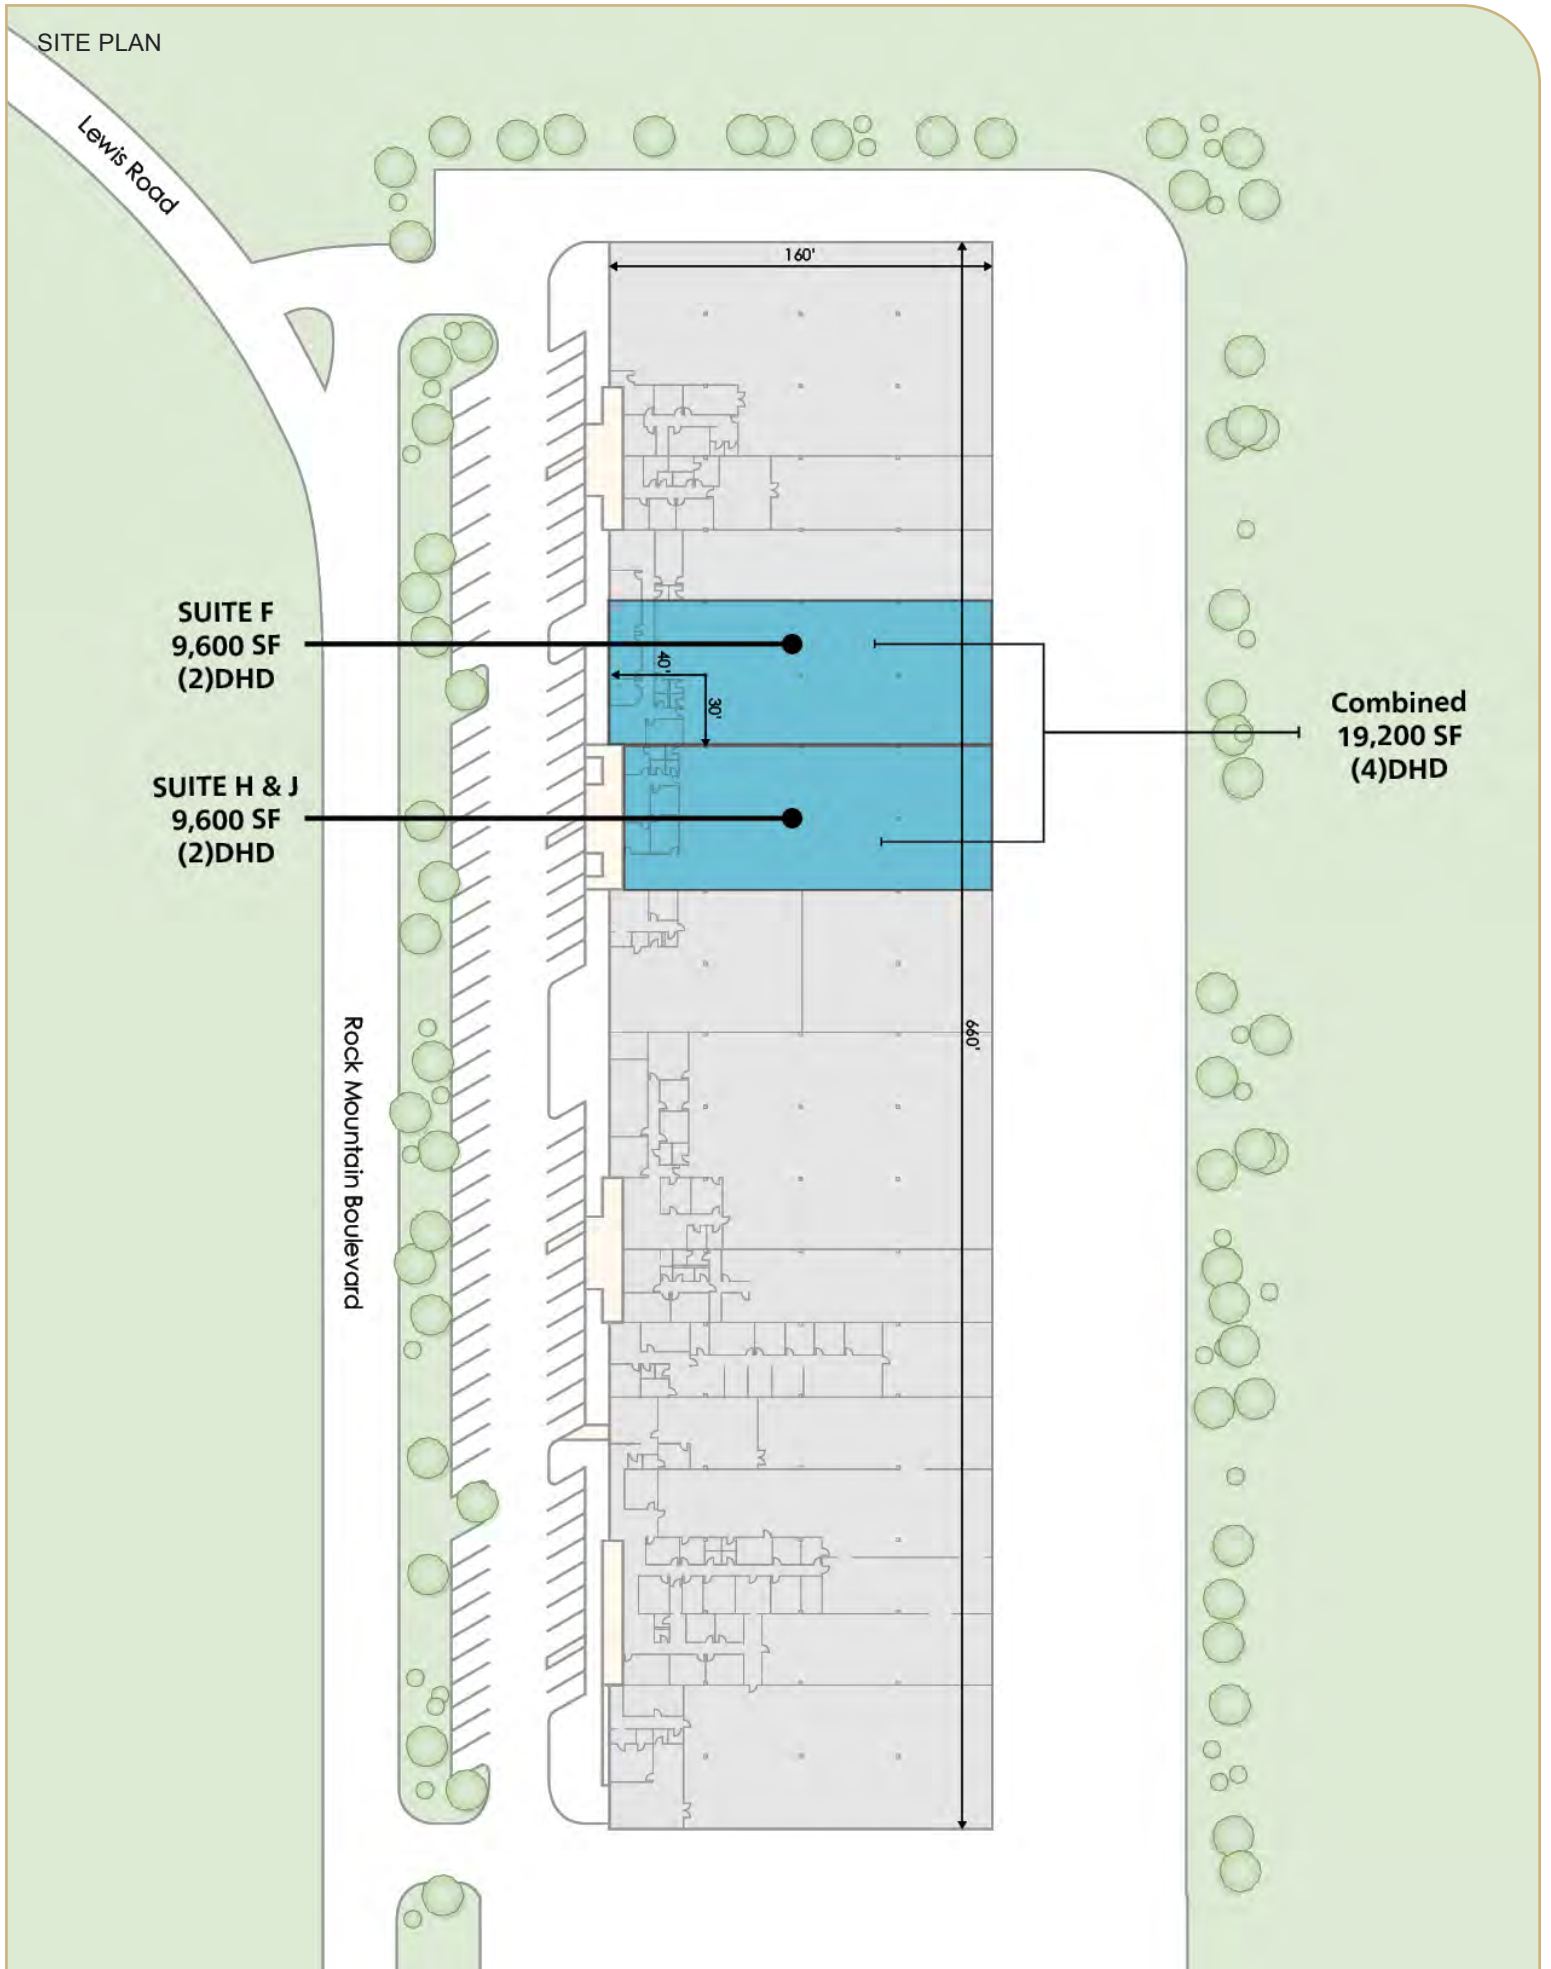 SITE PLAN
Lewis Road
160'
SUITE F
9,600 SF
(2)DHD
40'
30'
Combined
19,200 SF
(4)DHD
SUITE H & J
9,600 SF
(2)DHD
660'
Rock Mountain Boulevard